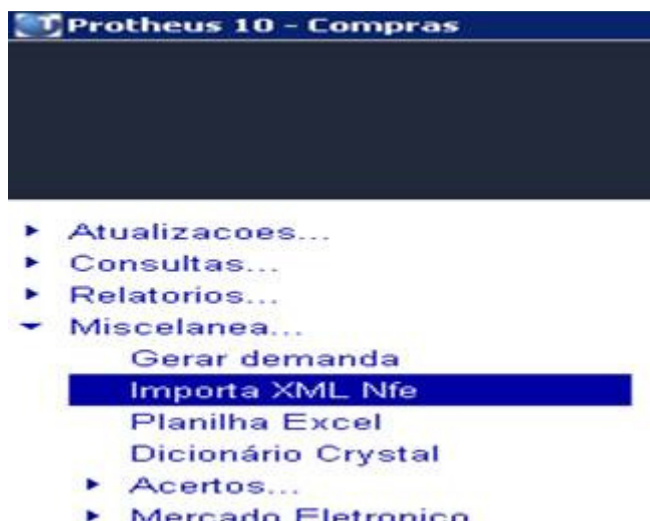 Protheus 10 - Compras
Atualizacoes...
Consultas...
Relatorios...
Miscelanea...
Gerar demanda
Importa XML Nfe
Planilha Excel
Dicionário Crystal
Acertos...
Mercado Eletronico